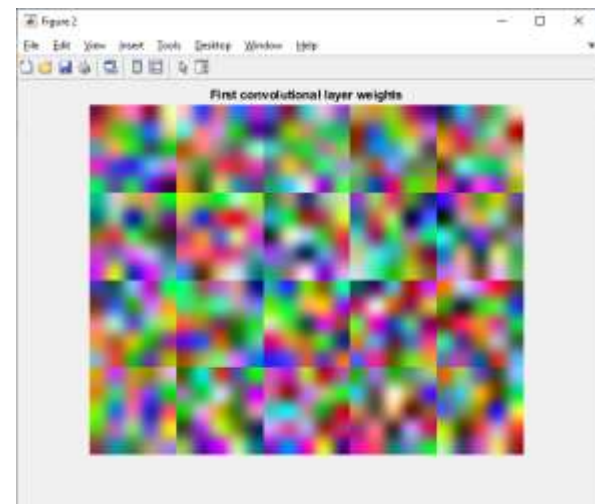 Figure 2
File Edit View Insert Tools Desktop Window Help
First convolutional layer weights